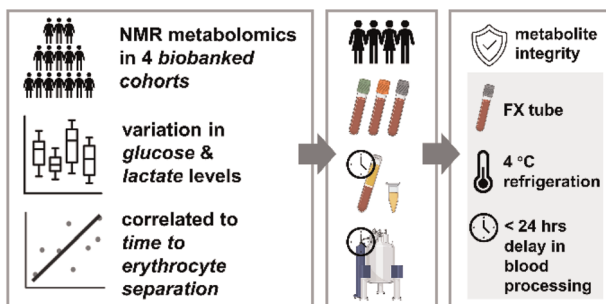 NMR metabolomics
in 4 biobanked
cohorts
variation in
glucose &
lactate levels
correlated to
time to
erythrocyte
separation
metabolite
integrity
FX tube
4 °C
refrigeration
< 24 hrs
delay in
blood
processing